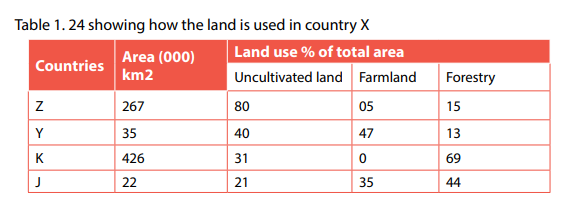 Table 1. 24 showing how the land is used in country X
Countries Area (000) km2 Land use % of total area
Uncultivated land Farmland Forestry
Z 267 80 05 15
Y 35 40 47 13
K 426 31 0 69
J 22 21 35 44